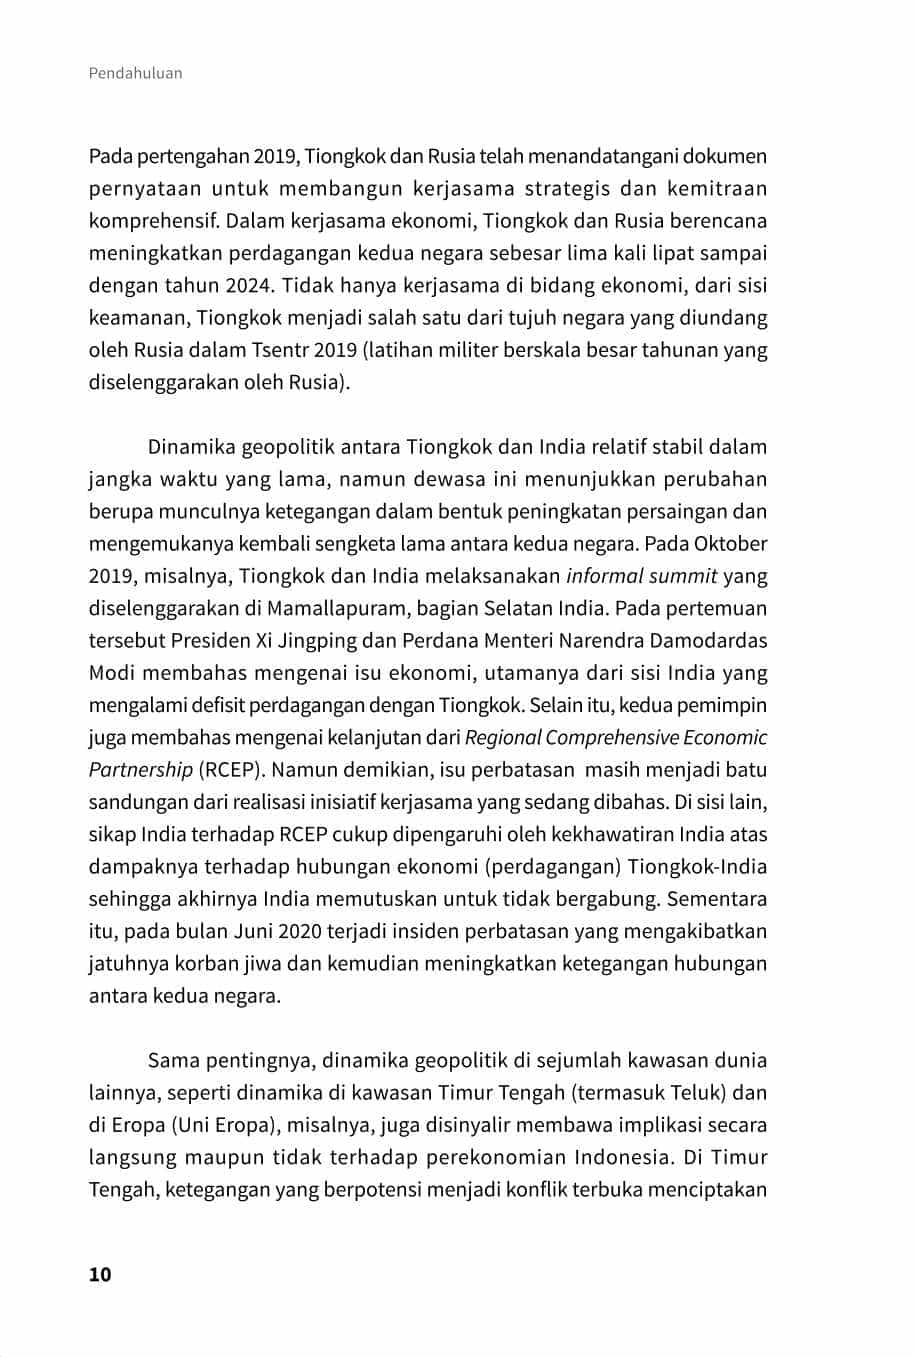 Pendahuluan
Pada pertengahan 2019, Tiongkok dan Rusia telah menandatangani dokumen
pernyataan untuk membangun kerjasama strategis dan kemitraan
komprehensif. Dalam kerjasama ekonomi, Tiongkok dan Rusia berencana
meningkatkan perdagangan kedua negara sebesar lima kali lipat sampai
dengan tahun 2024. Tidak hanya kerjasama di bidang ekonomi, dari sisi
keamanan, Tiongkok menjadi salah satu dari tujuh negara yang diundang
oleh Rusia dalam Tsentr 2019 (latihan militer berskala besar tahunan yang
diselenggarakan oleh Rusia).
Dinamika geopolitik antara Tiongkok dan India relatif stabil dalam
jangka waktu yang lama, namun dewasa ini menunjukkan perubahan
berupa munculnya ketegangan dalam bentuk peningkatan persaingan dan
mengemukanya kembali sengketa lama antara kedua negara. Pada Oktober
2019, misalnya, Tiongkok dan India melaksanakan informal summit yang
diselenggarakan di Mamallapuram, bagian Selatan India. Pada pertemuan
tersebut Presiden Xi Jingping dan Perdana Menteri Narendra Damodardas
Modi membahas mengenai isu ekonomi, utamanya dari sisi India yang
mengalami defisit perdagangan dengan Tiongkok. Selain itu, kedua pemimpin
juga membahas mengenai kelanjutan dari Regional Comprehensive Economic
Partnership (RCEP). Namun demikian, isu perbatasan  masih menjadi batu
sandungan dari realisasi inisiatif kerjasama yang sedang dibahas. Di sisi lain,
sikap India terhadap RCEP cukup dipengaruhi oleh kekhawatiran India atas
dampaknya terhadap hubungan ekonomi (perdagangan) Tiongkok-India
sehingga akhirnya India memutuskan untuk tidak bergabung. Sementara
itu, pada bulan Juni 2020 terjadi insiden perbatasan yang mengakibatkan
jatuhnya korban jiwa dan kemudian meningkatkan ketegangan hubungan
antara kedua negara.
Sama pentingnya, dinamika geopolitik di sejumlah kawasan dunia
lainnya, seperti dinamika di kawasan Timur Tengah (termasuk Teluk) dan
di Eropa (Uni Eropa), misalnya, juga disinyalir membawa implikasi secara
langsung maupun tidak terhadap perekonomian Indonesia. Di Timur
Tengah, ketegangan yang berpotensi menjadi konflik terbuka menciptakan
10